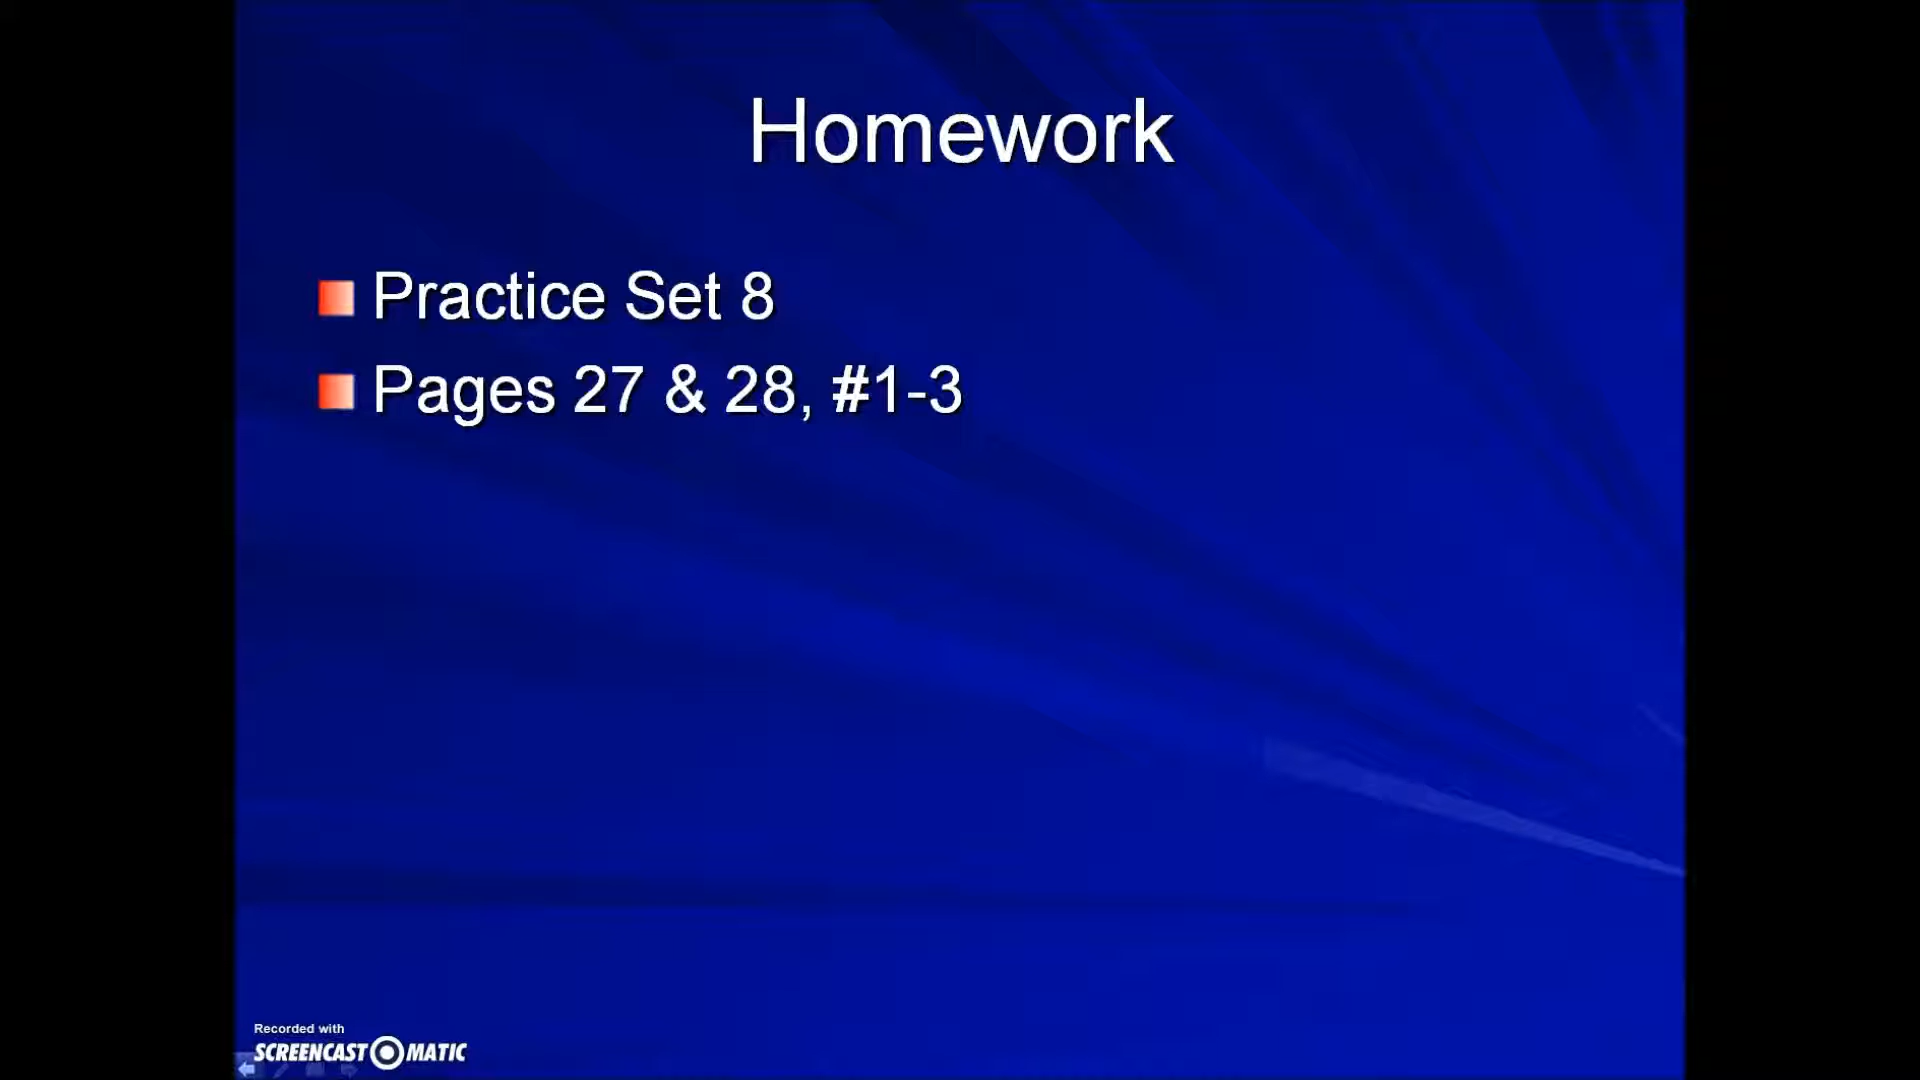 Homework
Practice Set 8
Pages 27 & 28, #1-3
Recorded with
SCREENCAST MATIC